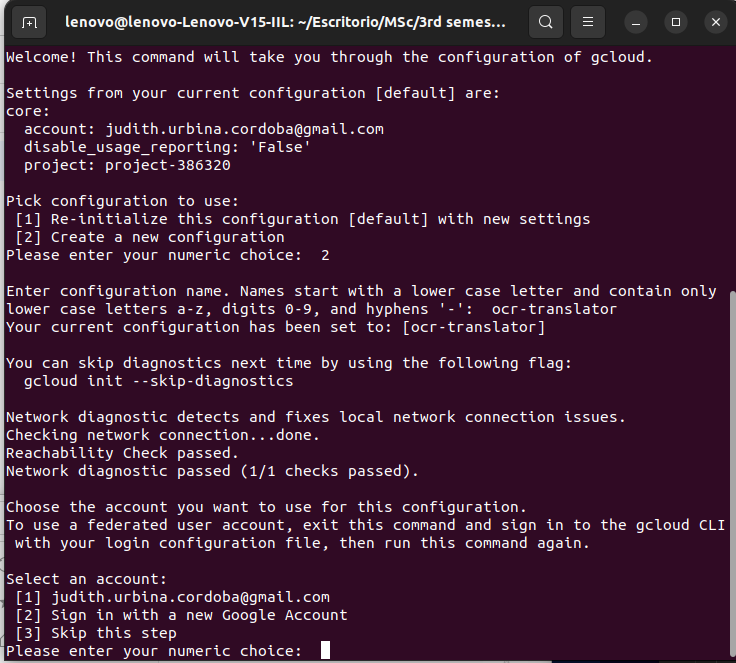 lenovo@lenovo-Lenovo-V15-IIL: ~/Escritorio/MSc/3rd semes...
Welcome! This command will take you through the configuration of gcloud.
Settings from your current configuration [default] are:
core:
  account: judith.urbina.cordoba@gmail.com
  disable_usage_reporting: 'False'
  project: project-386320
Pick configuration to use:
 [1] Re-initialize this configuration [default] with new settings
 [2] Create a new configuration
Please enter your numeric choice:  2
Enter configuration name. Names start with a lower case letter and contain only
lower case letters a-z, digits 0-9, and hyphens '-':  ocr-translator
Your current configuration has been set to: [ocr-translator]
You can skip diagnostics next time by using the following flag:
  gcloud init --skip-diagnostics
Network diagnostic detects and fixes local network connection issues.
Checking network connection...done.
Reachability Check passed.
Network diagnostic passed (1/1 checks passed).
Choose the account you want to use for this configuration.
To use a federated user account, exit this command and sign in to the gcloud CLI
 with your login configuration file, then run this command again.
Select an account:
 [1] judith.urbina.cordoba@gmail.com
 [2] Sign in with a new Google Account
 [3] Skip this step
Please enter your numeric choice: